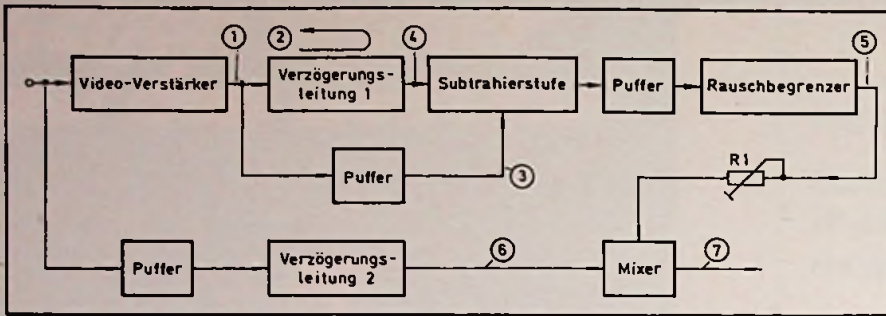 1
2
4
5
Video-Verstärker
Verzögerungs-
leitung 1
Subtrahierstufe
Puffer
Rauschbegrenzer
R1
Puffer
3
Puffer
Verzögerungs-
leitung 2
6
Mixer
7